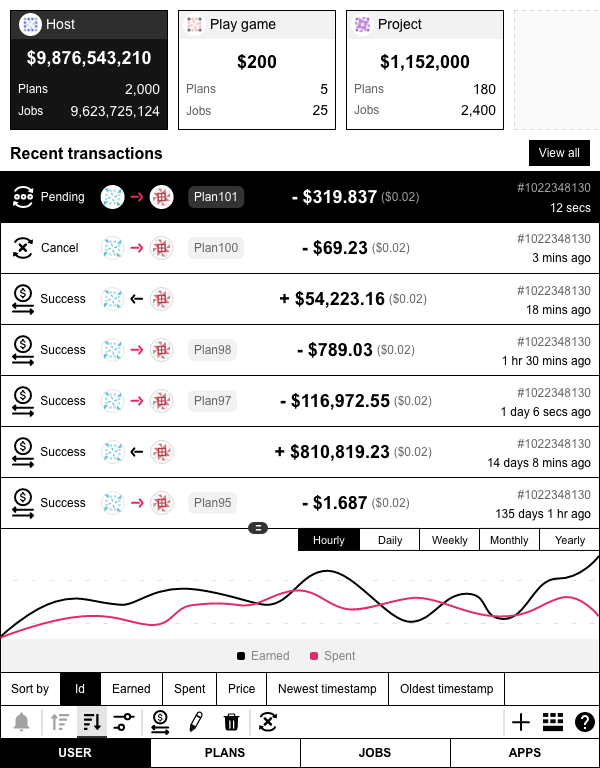 Host
$9,876,543,210
Plans 2,000
Jobs 9,623,725,124
Play game
$200
Plans 5
Jobs 25
Project
$1,152,000
Plans 180
Jobs 2,400
Recent transactions
View all
Pending Plan101 - $319.837 ($0.02) #1022348130
12 secs
Cancel Plan100 - $69.23 ($0.02) #1022348130
3 mins ago
Success + $54,223.16 ($0.02) #1022348130
18 mins ago
Success Plan98 - $789.03 ($0.02) #1022348130
1 hr 30 mins ago
Success Plan97 - $116,972.55 ($0.02) #1022348130
1 day 6 secs ago
Success + $810,819.23 ($0.02) #1022348130
14 days 8 mins ago
Success Plan95 - $1.687 ($0.02) #1022348130
135 days 1 hr ago
Hourly Daily Weekly Monthly Yearly
Earned Spent
Sort by Id Earned Spent Price Newest timestamp Oldest timestamp
USER PLANS JOBS APPS